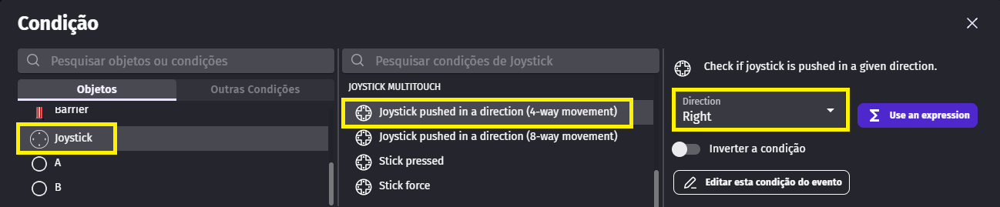 Condição
Pesquisar objetos ou condições
Objetos
Outras Condições
Barrier
Joystick
A
B
Pesquisar condições de Joystick
JOYSTICK MULTITOUCH
Joystick pushed in a direction (4-way movement)
Joystick pushed in a direction (8-way movement)
Stick pressed
Stick force
Check if joystick is pushed in a given direction.
Direction
Right
Use an expression
Inverter a condição
Editar esta condição do evento